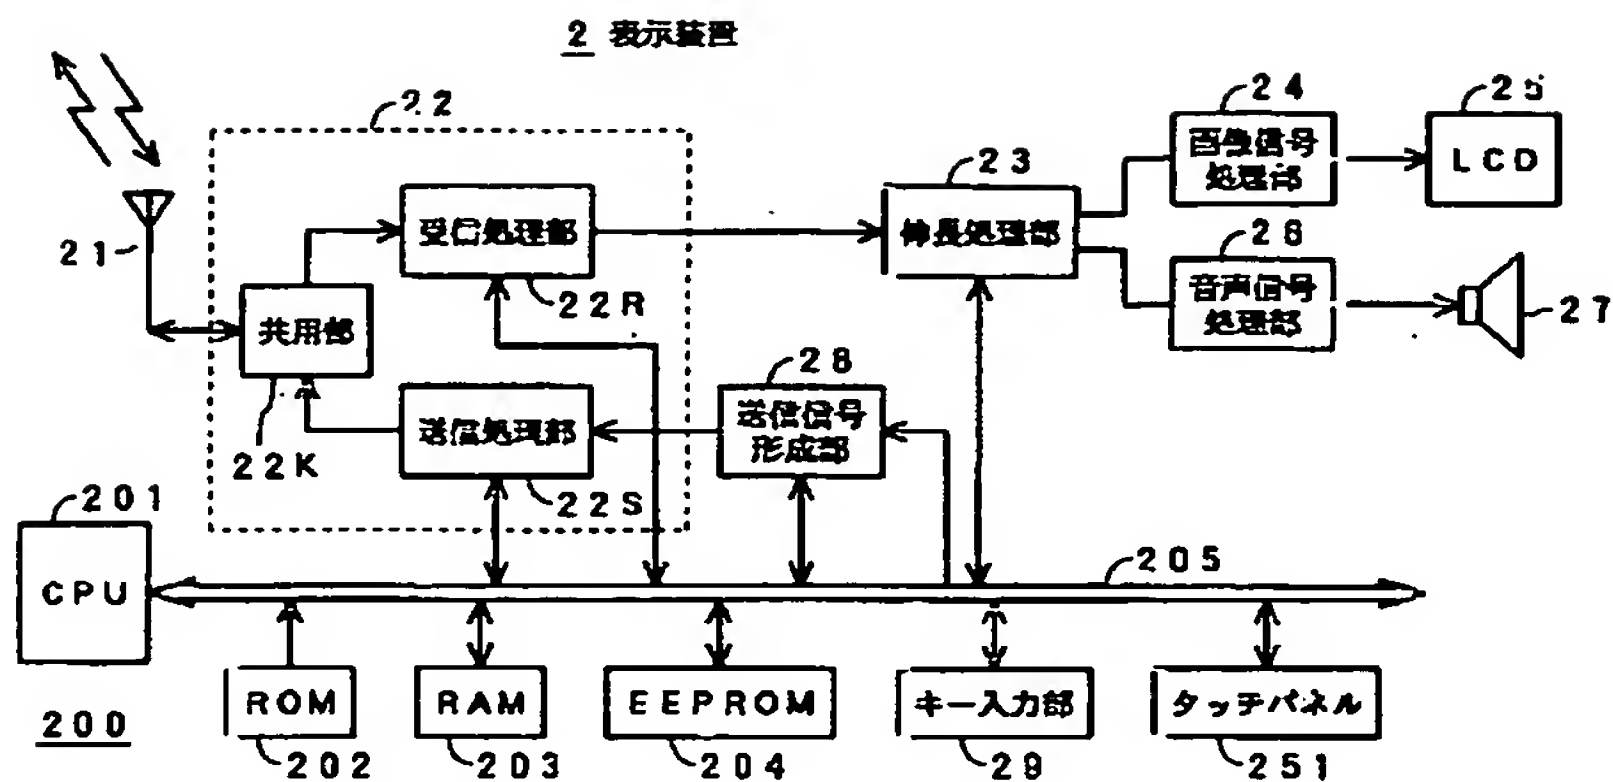 2 表示装置
22
24
25
画像信号
処理部
LCD
23
受信処理部
伸長処理部
21
26
22R
音声信号
処理部
27
共用部
28
送信処理部
送信信号
形成部
22K
22S
201
205
CPU
ROM
RAM
EEPROM
キー入力部
タッチパネル
200
202
203
204
29
251